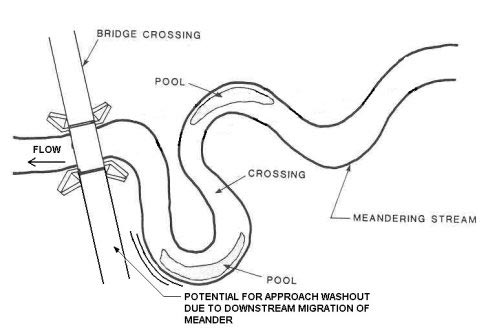 BRIDGE CROSSING
POOL
FLOW
CROSSING
MEANDERING STREAM
POOL
POTENTIAL FOR APPROACH WASHOUT
DUE TO DOWNSTREAM MIGRATION OF
MEANDER